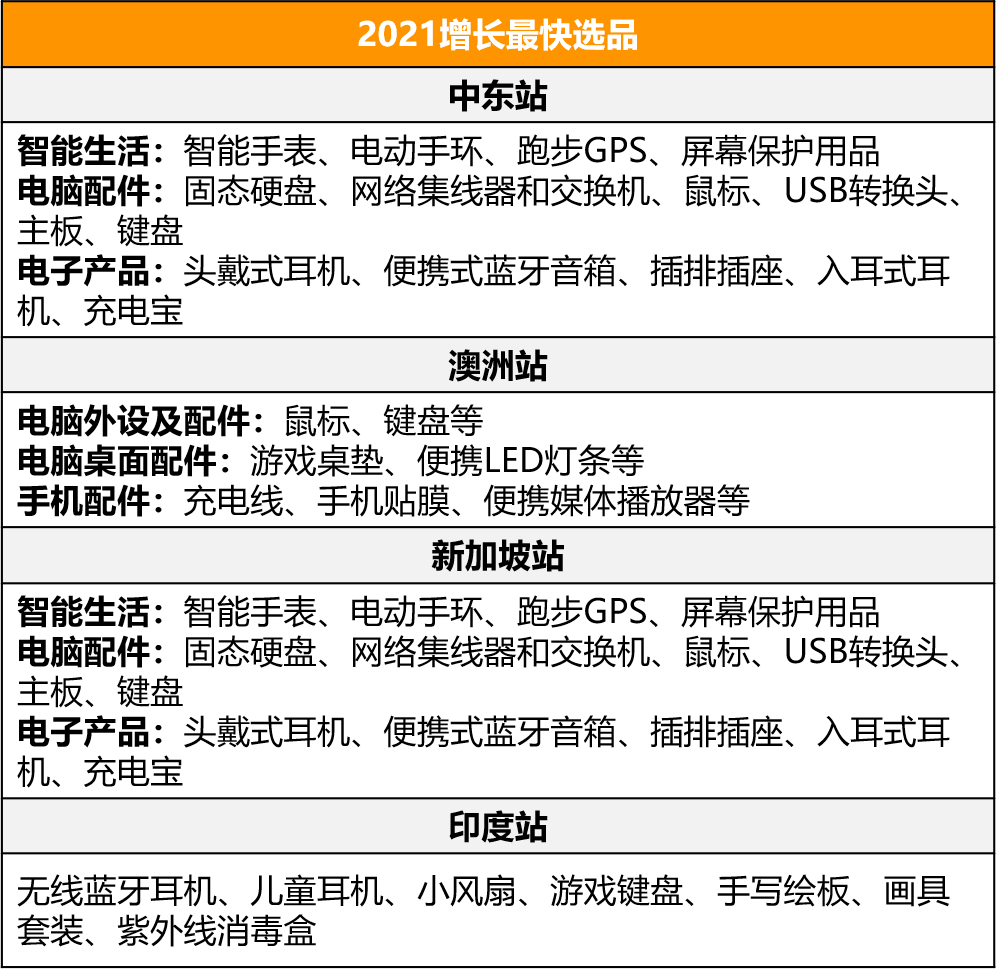 2021增长最快选品
中东站
智能生活：智能手表、电动手环、跑步GPS、屏幕保护用品
电脑配件：固态硬盘、网络集线器和交换机、鼠标、USB转换头、
主板、键盘
电子产品：头戴式耳机、便携式蓝牙音箱、插排插座、入耳式耳
机、充电宝
澳洲站
电脑外设及配件：鼠标、键盘等
电脑桌面配件：游戏桌垫、便携LED灯条等
手机配件：充电线、手机贴膜、便携媒体播放器等
新加坡站
智能生活：智能手表、电动手环、跑步GPS、屏幕保护用品
电脑配件：固态硬盘、网络集线器和交换机、鼠标、USB转换头、
主板、键盘
电子产品：头戴式耳机、便携式蓝牙音箱、插排插座、入耳式耳
机、充电宝
印度站
无线蓝牙耳机、儿童耳机、小风扇、游戏键盘、手写绘板、画具
套装、紫外线消毒盒